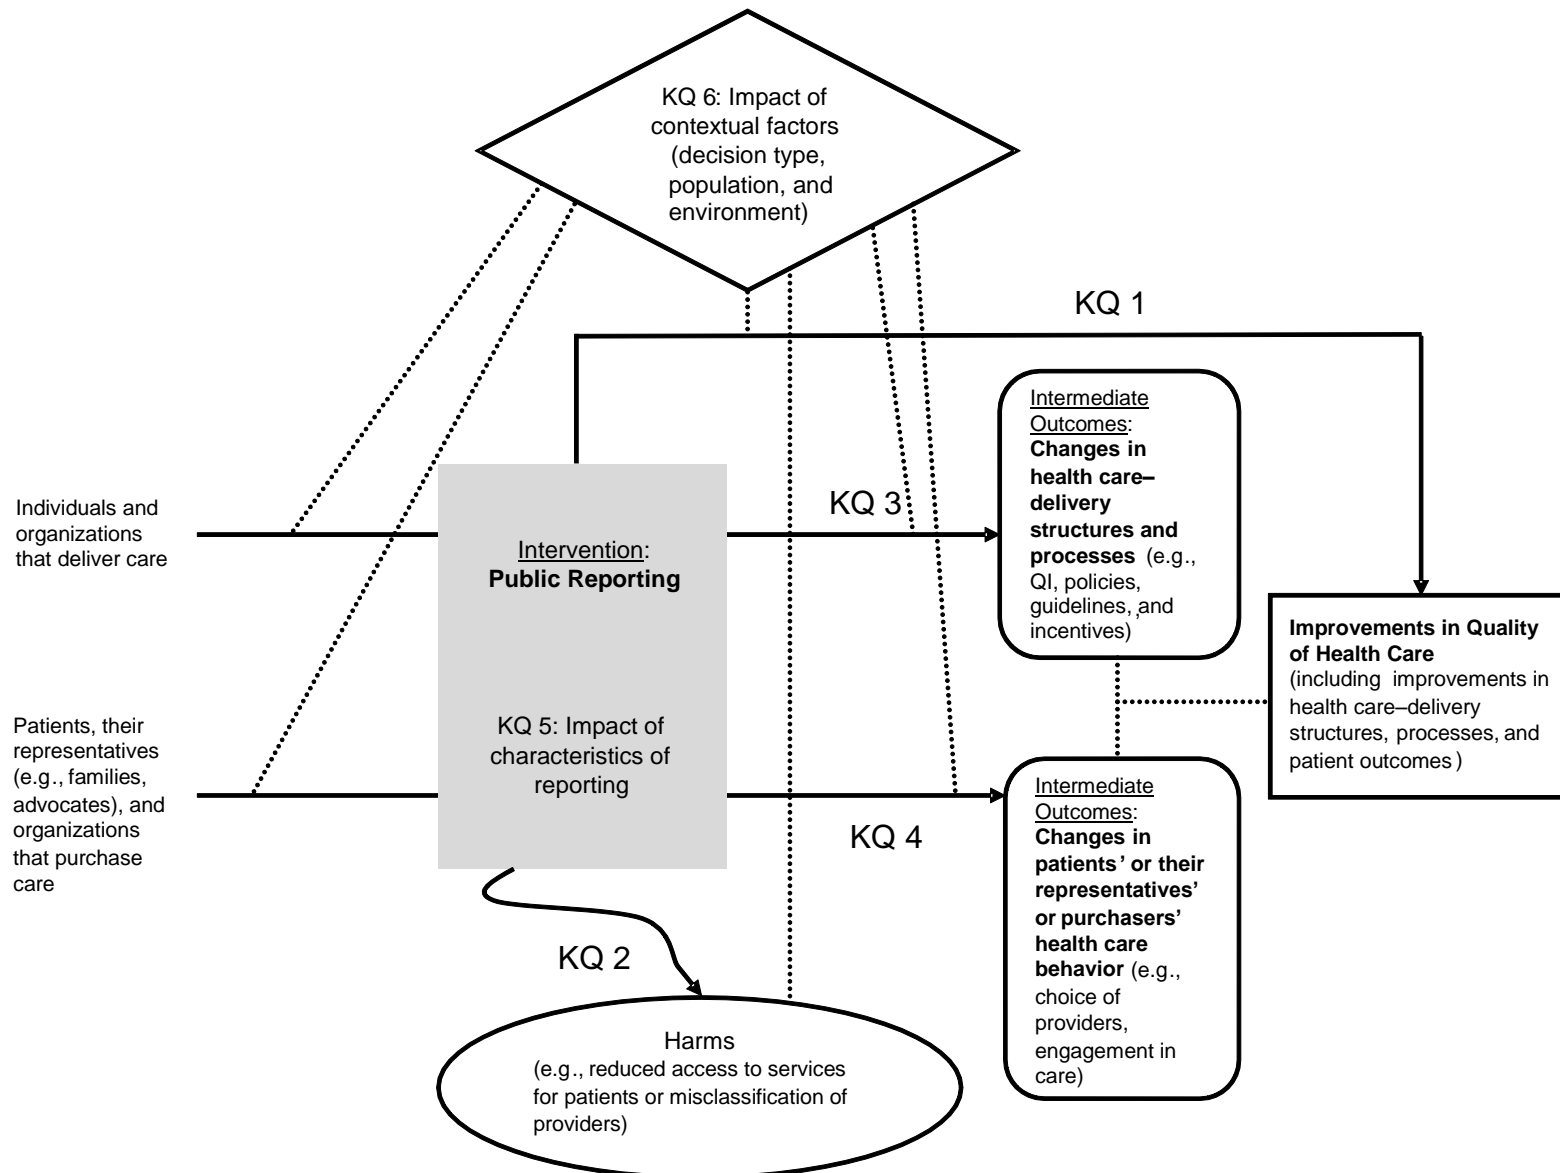 KQ 6: Impact of
contextual factors
(decision type,
population, and
environment)
KQ 1
Individuals and
organizations
that deliver care
Intervention:
Public Reporting
KQ 3
Intermediate
Outcomes:
Changes in
health care–
delivery
structures and
processes (e.g.,
QI, policies,
guidelines, and
incentives)
Improvements in Quality
of Health Care
(including improvements in
health care–delivery
structures, processes, and
patient outcomes)
Patients, their
representatives
(e.g., families,
advocates), and
organizations
that purchase
care
KQ 5: Impact of
characteristics of
reporting
KQ 4
Intermediate
Outcomes:
Changes in
patients’ or their
representatives’
or purchasers’
health care
behavior (e.g.,
choice of
providers,
engagement in
care)
KQ 2
Harms
(e.g., reduced access to services
for patients or misclassification of
providers)